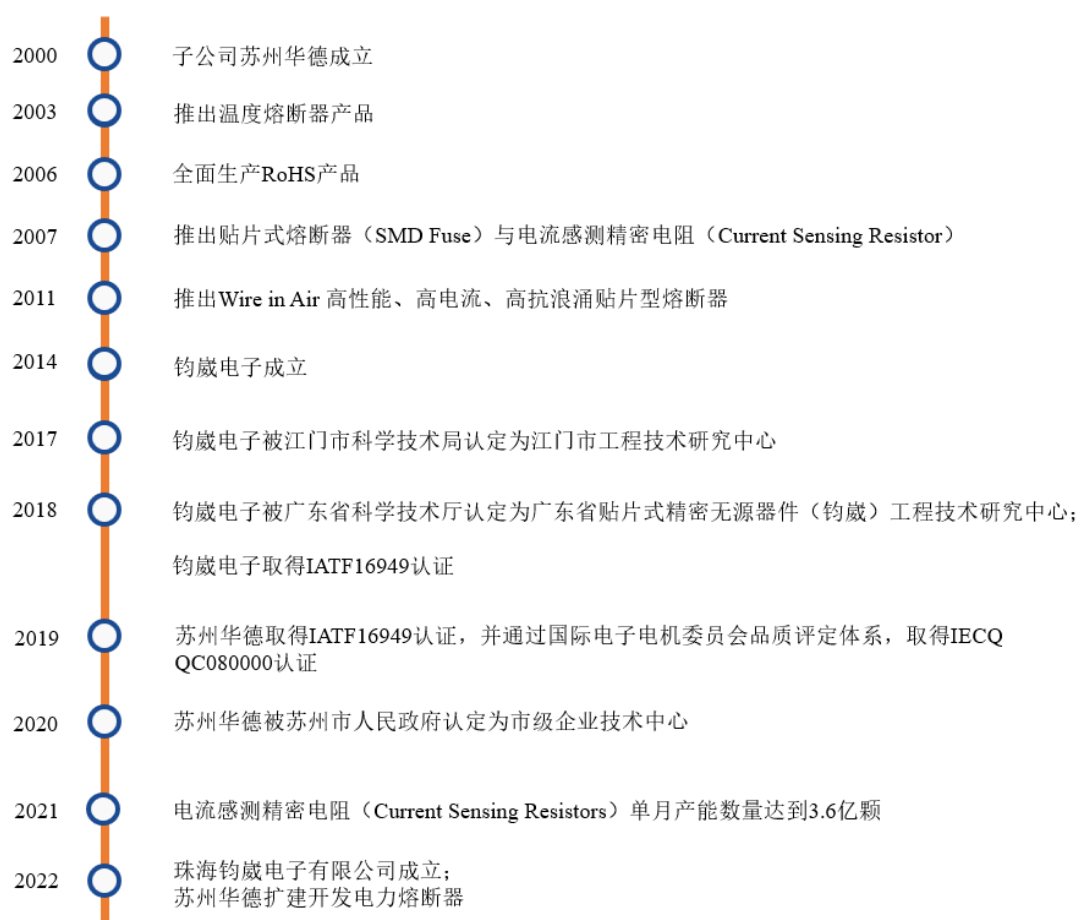 2000 子公司苏州华德成立
2003 推出温度熔断器产品
2006 全面生产RoHS产品
2007 推出贴片式熔断器（SMD Fuse）与电流感测精密电阻（Current Sensing Resistor）
2011 推出Wire in Air 高性能、高电流、高抗浪涌贴片型熔断器
2014 钧崴电子成立
2017 钧崴电子被江门市科学技术局认定为江门市工程技术研究中心
2018 钧崴电子被广东省科学技术厅认定为广东省贴片式精密无源器件（钧崴）工程技术研究中心；
钧崴电子取得IATF16949认证
2019 苏州华德取得IATF16949认证，并通过国际电子电机委员会品质评定体系，取得IECQ
QC080000认证
2020 苏州华德被苏州市人民政府认定为市级企业技术中心
2021 电流感测精密电阻（Current Sensing Resistors）单月产能数量达到3.6亿颗
2022 珠海钧崴电子有限公司成立；
苏州华德扩建开发电力熔断器